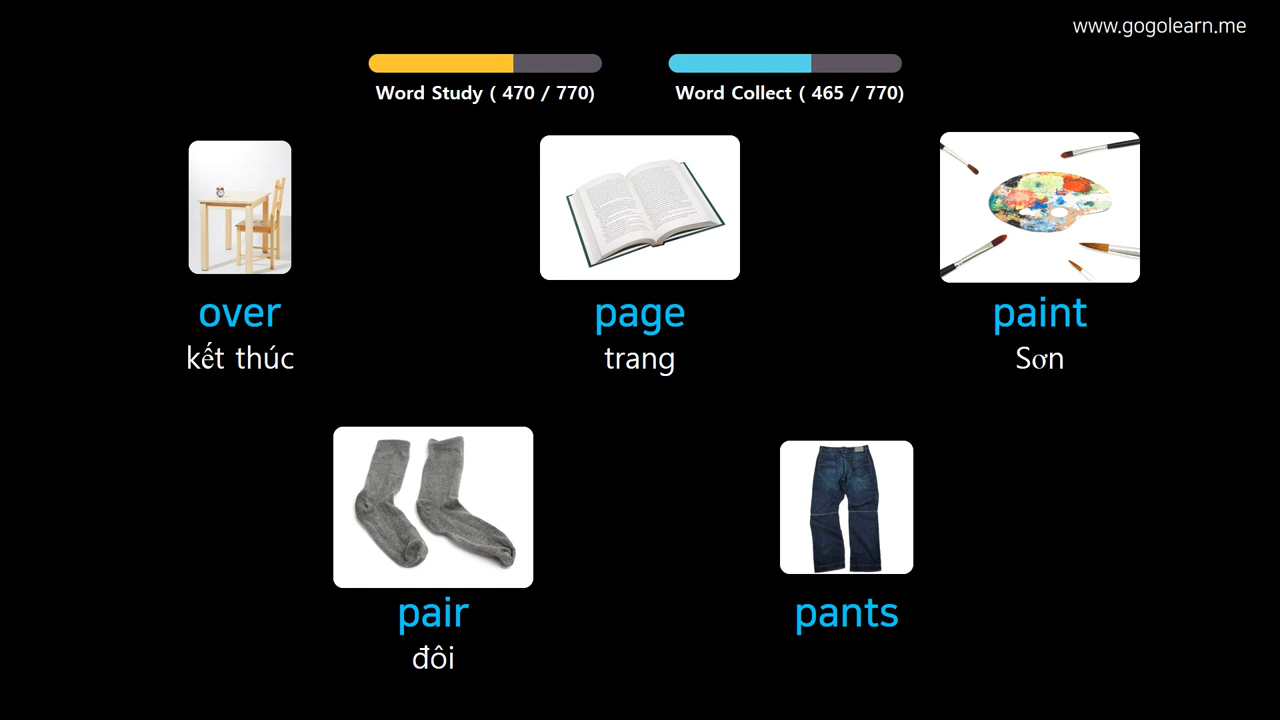 www.gogolearn.me
Word Study ( 470 / 770)
Word Collect ( 465 / 770)
over
kết thúc
page
trang
paint
Sơn
pair
đôi
pants